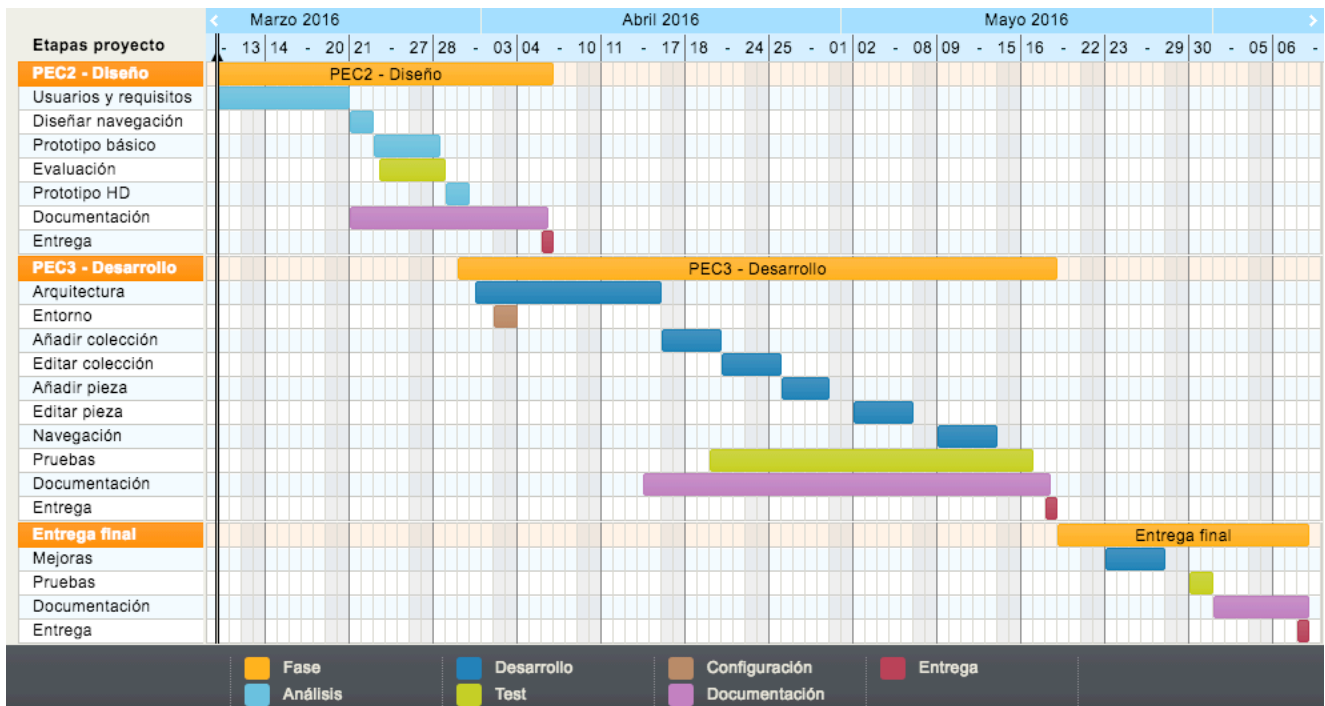 Marzo 2016 Abril 2016 Mayo 2016
Etapas proyecto - 13 14 - 20 21 - 27 28 - 03 04 - 10 11 - 17 18 - 24 25 - 01 02 - 08 09 - 15 16 - 22 23 - 29 30 - 05 06 -
PEC2 - Diseño PEC2 - Diseño
Usuarios y requisitos
Diseñar navegación
Prototipo básico
Evaluación
Prototipo HD
Documentación
Entrega
PEC3 - Desarrollo PEC3 - Desarrollo
Arquitectura
Entorno
Añadir colección
Editar colección
Añadir pieza
Editar pieza
Navegación
Pruebas
Documentación
Entrega
Entrega final Entrega final
Mejoras
Pruebas
Documentación
Entrega
Fase Desarrollo Configuración Entrega
Análisis Test Documentación